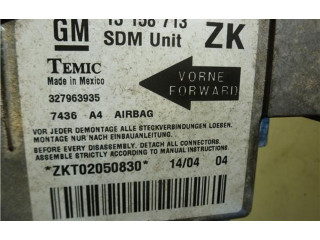 GM 13 158 713 ZK
SDM Unit
TEMIC
Made in Mexico
VORNE
FORWARD
327963935
7436 A4 AIRBAG
VOR JEDER DEMONTAGE ALLE STECKVERBINDUNGEN LOESEN.
MONTAGE NUR NACH EINBAUANLEITUNG.
BEFORE EVERY DISASSEMBLY. DETACH ALL CONNECTORS.
ASSEMBLE STRICTLY ACCORDING TO MANUAL INSTRUCTIONS
*ZKT02050830* 14/04 04